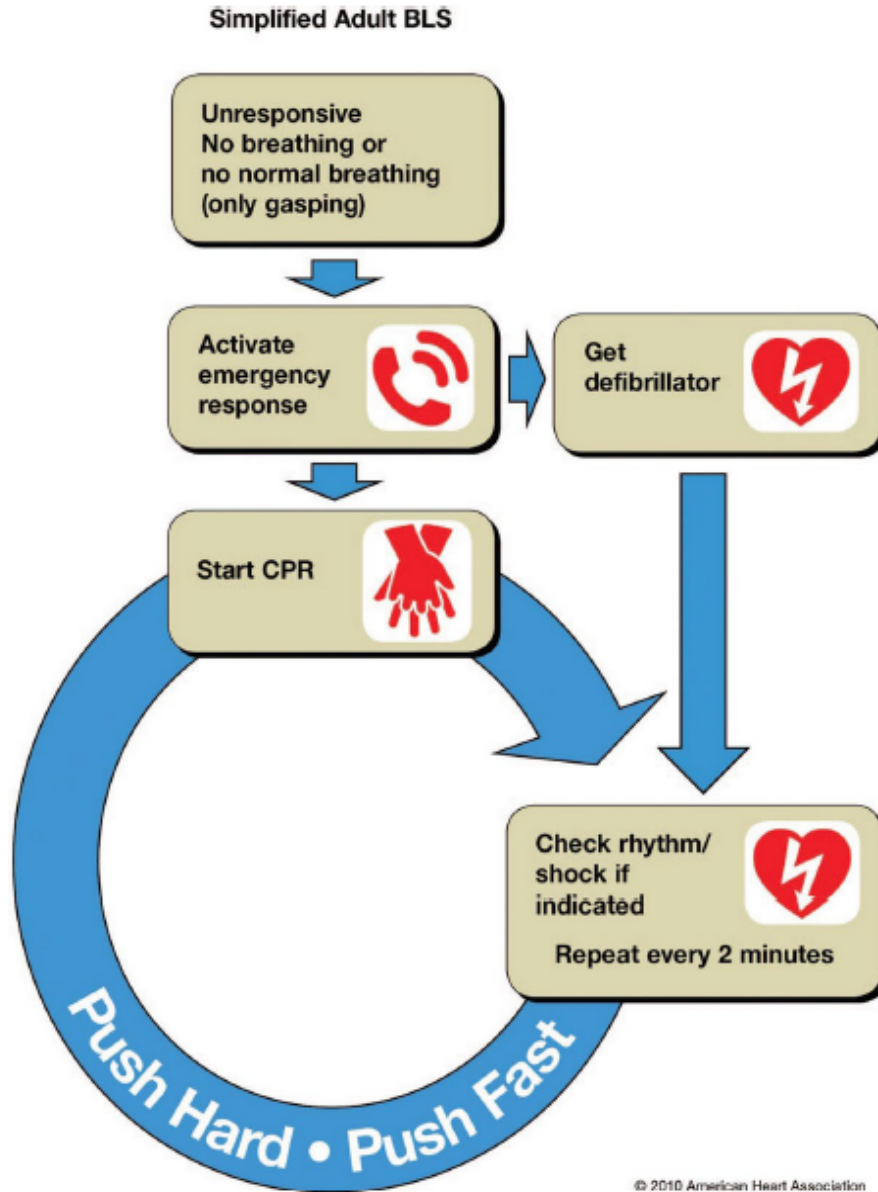 Simplified Adult BLS
Unresponsive
No breathing or
no normal breathing
(only gasping)
Activate
emergency
response
Get
defibrillator
Start CPR
Check rhythm/
shock if
indicated
Repeat every 2 minutes
Push Hard • Push Fast
© 2010 American Heart Association